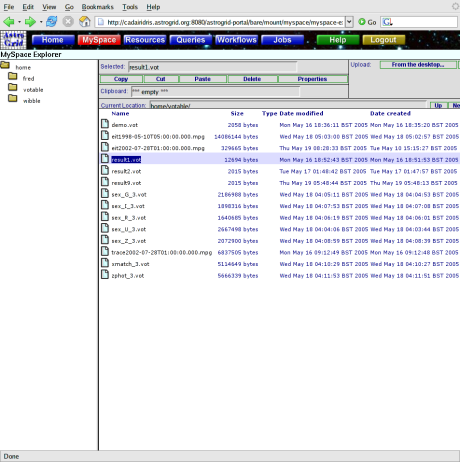 File Edit View Go Bookmarks Tools Help
http://cadairidris.astrogrid.org:8080/astrogrid-portal/bare/mount/myspace/myspace-e
Go
Astro Grid
Home MySpace Resources Queries Workflows Jobs Help Logout
MySpace Explorer
home
fred
votable
wibble
Selected: result1.vot
Upload: From the desktop...
Copy Cut Paste Delete Properties
Clipboard: *** empty ***
Current Location: home/votable/ Up Ne
Name Size Type Date modified Date created
demo.vot 2058 bytes Mon May 16 18:36:11 BST 2005 Mon May 16 18:35:20 BST 2005
eit1998-05-10T05:00:00.000.mpg 14086144 bytes Wed May 18 05:03:00 BST 2005 Wed May 18 05:02:57 BST 2005
eit2002-07-28T01:00:00.000.mpg 329665 bytes Thu May 19 08:28:33 BST 2005 Tue May 10 15:15:27 BST 2005
result1.vot 12694 bytes Mon May 16 18:52:43 BST 2005 Mon May 16 18:51:53 BST 2005
result2.vot 2015 bytes Tue May 17 01:48:42 BST 2005 Tue May 17 01:47:57 BST 2005
result9.vot 2015 bytes Thu May 19 05:48:44 BST 2005 Thu May 19 05:48:13 BST 2005
sex_G_3.vot 2186988 bytes Wed May 18 04:05:11 BST 2005 Wed May 18 04:04:53 BST 2005
sex_I_3.vot 1898316 bytes Wed May 18 04:07:53 BST 2005 Wed May 18 04:07:08 BST 2005
sex_R_3.vot 1640685 bytes Wed May 18 04:06:19 BST 2005 Wed May 18 04:06:01 BST 2005
sex_U_3.vot 2667498 bytes Wed May 18 04:04:06 BST 2005 Wed May 18 04:03:44 BST 2005
sex_Z_3.vot 2072900 bytes Wed May 18 04:08:59 BST 2005 Wed May 18 04:08:39 BST 2005
trace2002-07-28T01:00:00.000.mpg 6837505 bytes Mon May 16 09:12:49 BST 2005 Mon May 16 09:12:48 BST 2005
xmatch_3.vot 5114649 bytes Wed May 18 04:10:29 BST 2005 Wed May 18 04:10:27 BST 2005
zphot_3.vot 5666339 bytes Wed May 18 04:11:53 BST 2005 Wed May 18 04:11:51 BST 2005
Done